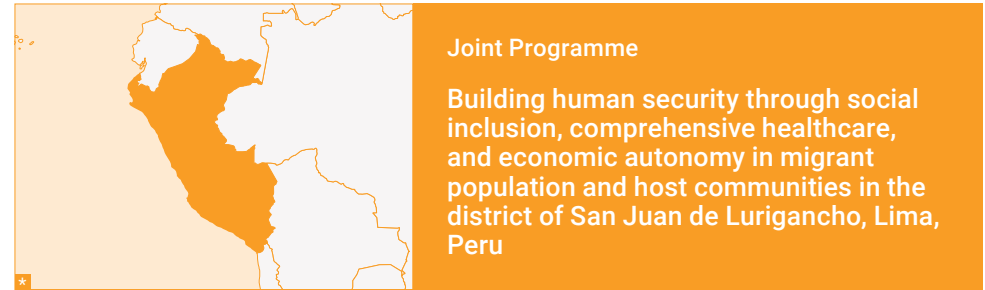 Joint Programme
Building human security through social
inclusion, comprehensive healthcare,
and economic autonomy in migrant
population and host communities in the
district of San Juan de Lurigancho, Lima,
Peru
*